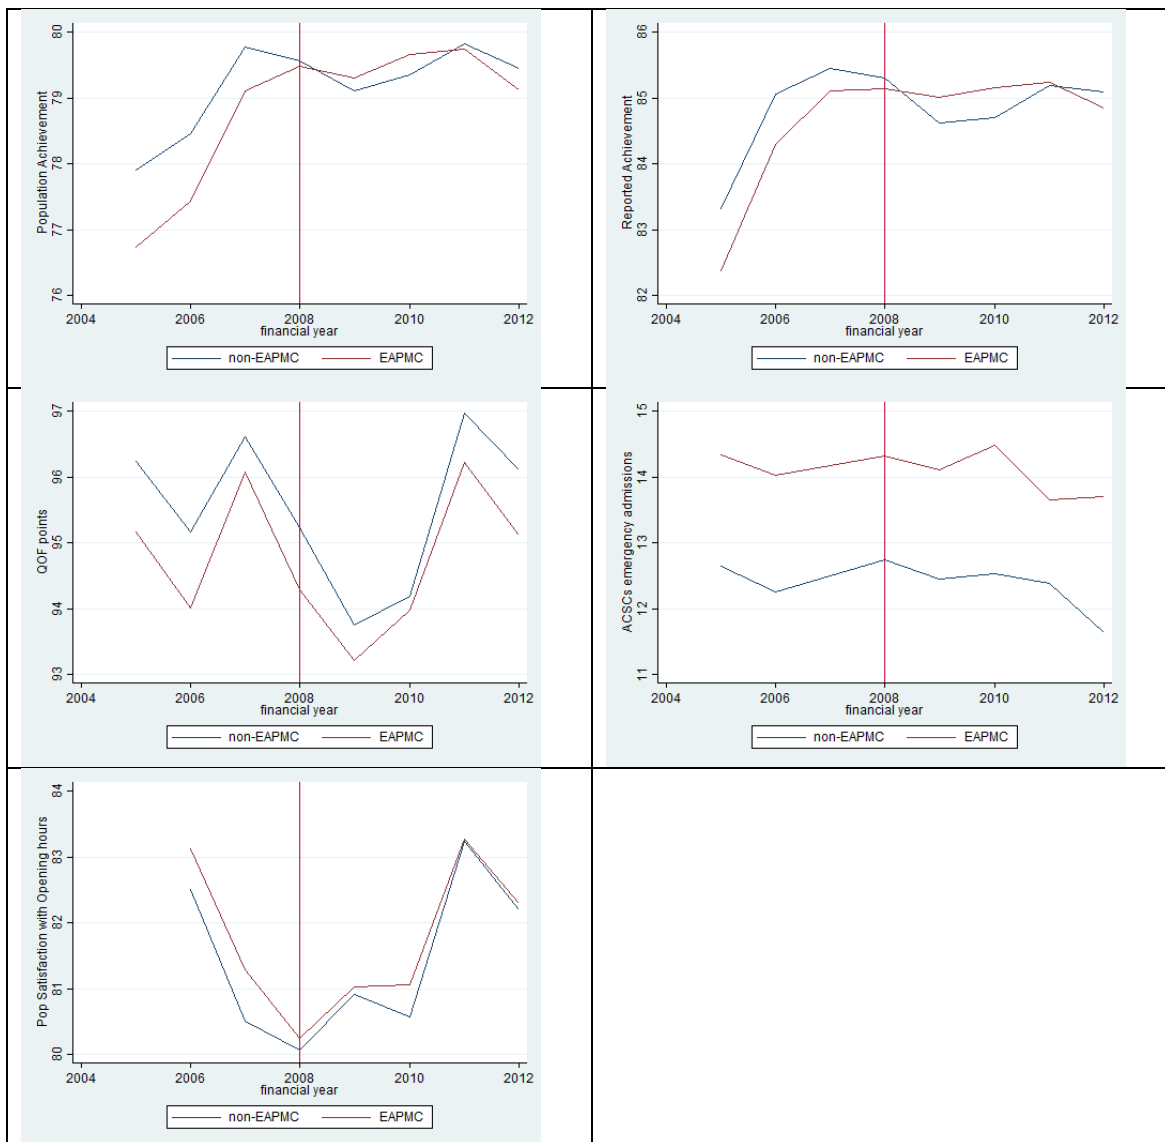 Population Achievement
80
79
78
77
76
2004 2006 2008 2010 2012
financial year
non-EAPMC EAPMC
Reported Achievement
86
85
84
83
82
2004 2006 2008 2010 2012
financial year
non-EAPMC EAPMC
QOF points
97
96
95
94
93
2004 2006 2008 2010 2012
financial year
non-EAPMC EAPMC
ACSCs emergency admissions
15
14
13
12
11
2004 2006 2008 2010 2012
financial year
non-EAPMC EAPMC
Pop Satisfaction with Opening hours
84
83
82
81
80
2004 2006 2008 2010 2012
financial year
non-EAPMC EAPMC